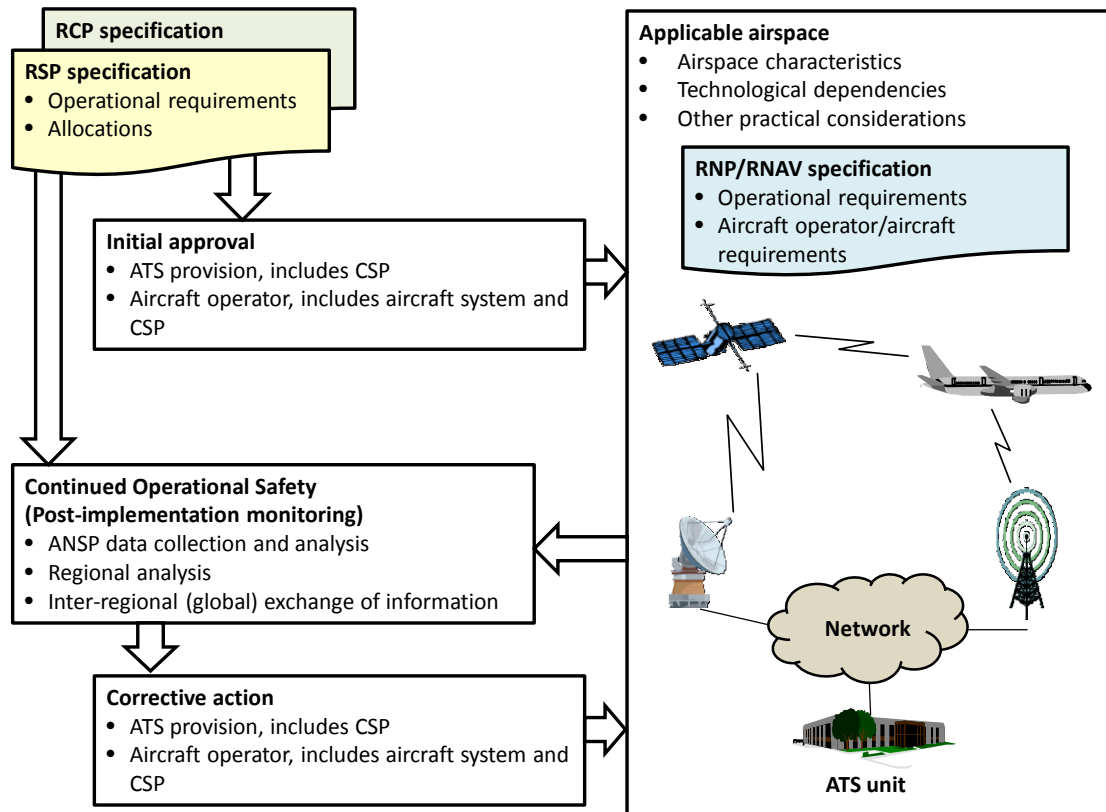 RCP specification
RSP specification
• Operational requirements
• Allocations
Initial approval
• ATS provision, includes CSP
• Aircraft operator, includes aircraft system and
CSP
Continued Operational Safety
(Post-implementation monitoring)
• ANSP data collection and analysis
• Regional analysis
• Inter-regional (global) exchange of information
Corrective action
• ATS provision, includes CSP
• Aircraft operator, includes aircraft system and
CSP
Applicable airspace
• Airspace characteristics
• Technological dependencies
• Other practical considerations
RNP/RNAV specification
• Operational requirements
• Aircraft operator/aircraft
requirements
Network
ATS unit